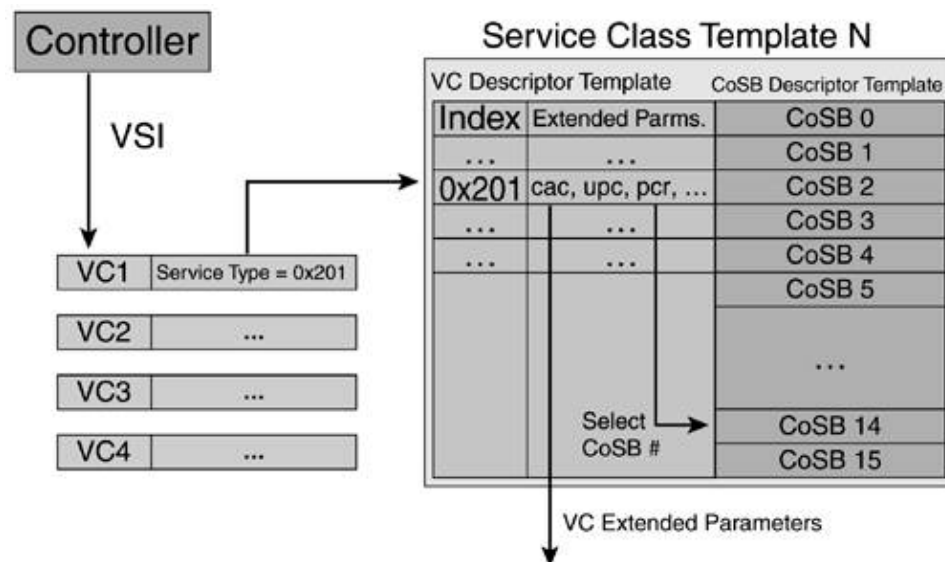 Controller
VSI
VC1 Service Type = 0x201
VC2 ...
VC3 ...
VC4 ...
Service Class Template N
VC Descriptor Template CoSB Descriptor Template
Index Extended Parms. CoSB 0
... ... CoSB 1
0x201 cac, upc, pcr, ... CoSB 2
... ... CoSB 3
... ... CoSB 4
CoSB 5
...
Select CoSB 14
CoSB # CoSB 15
VC Extended Parameters